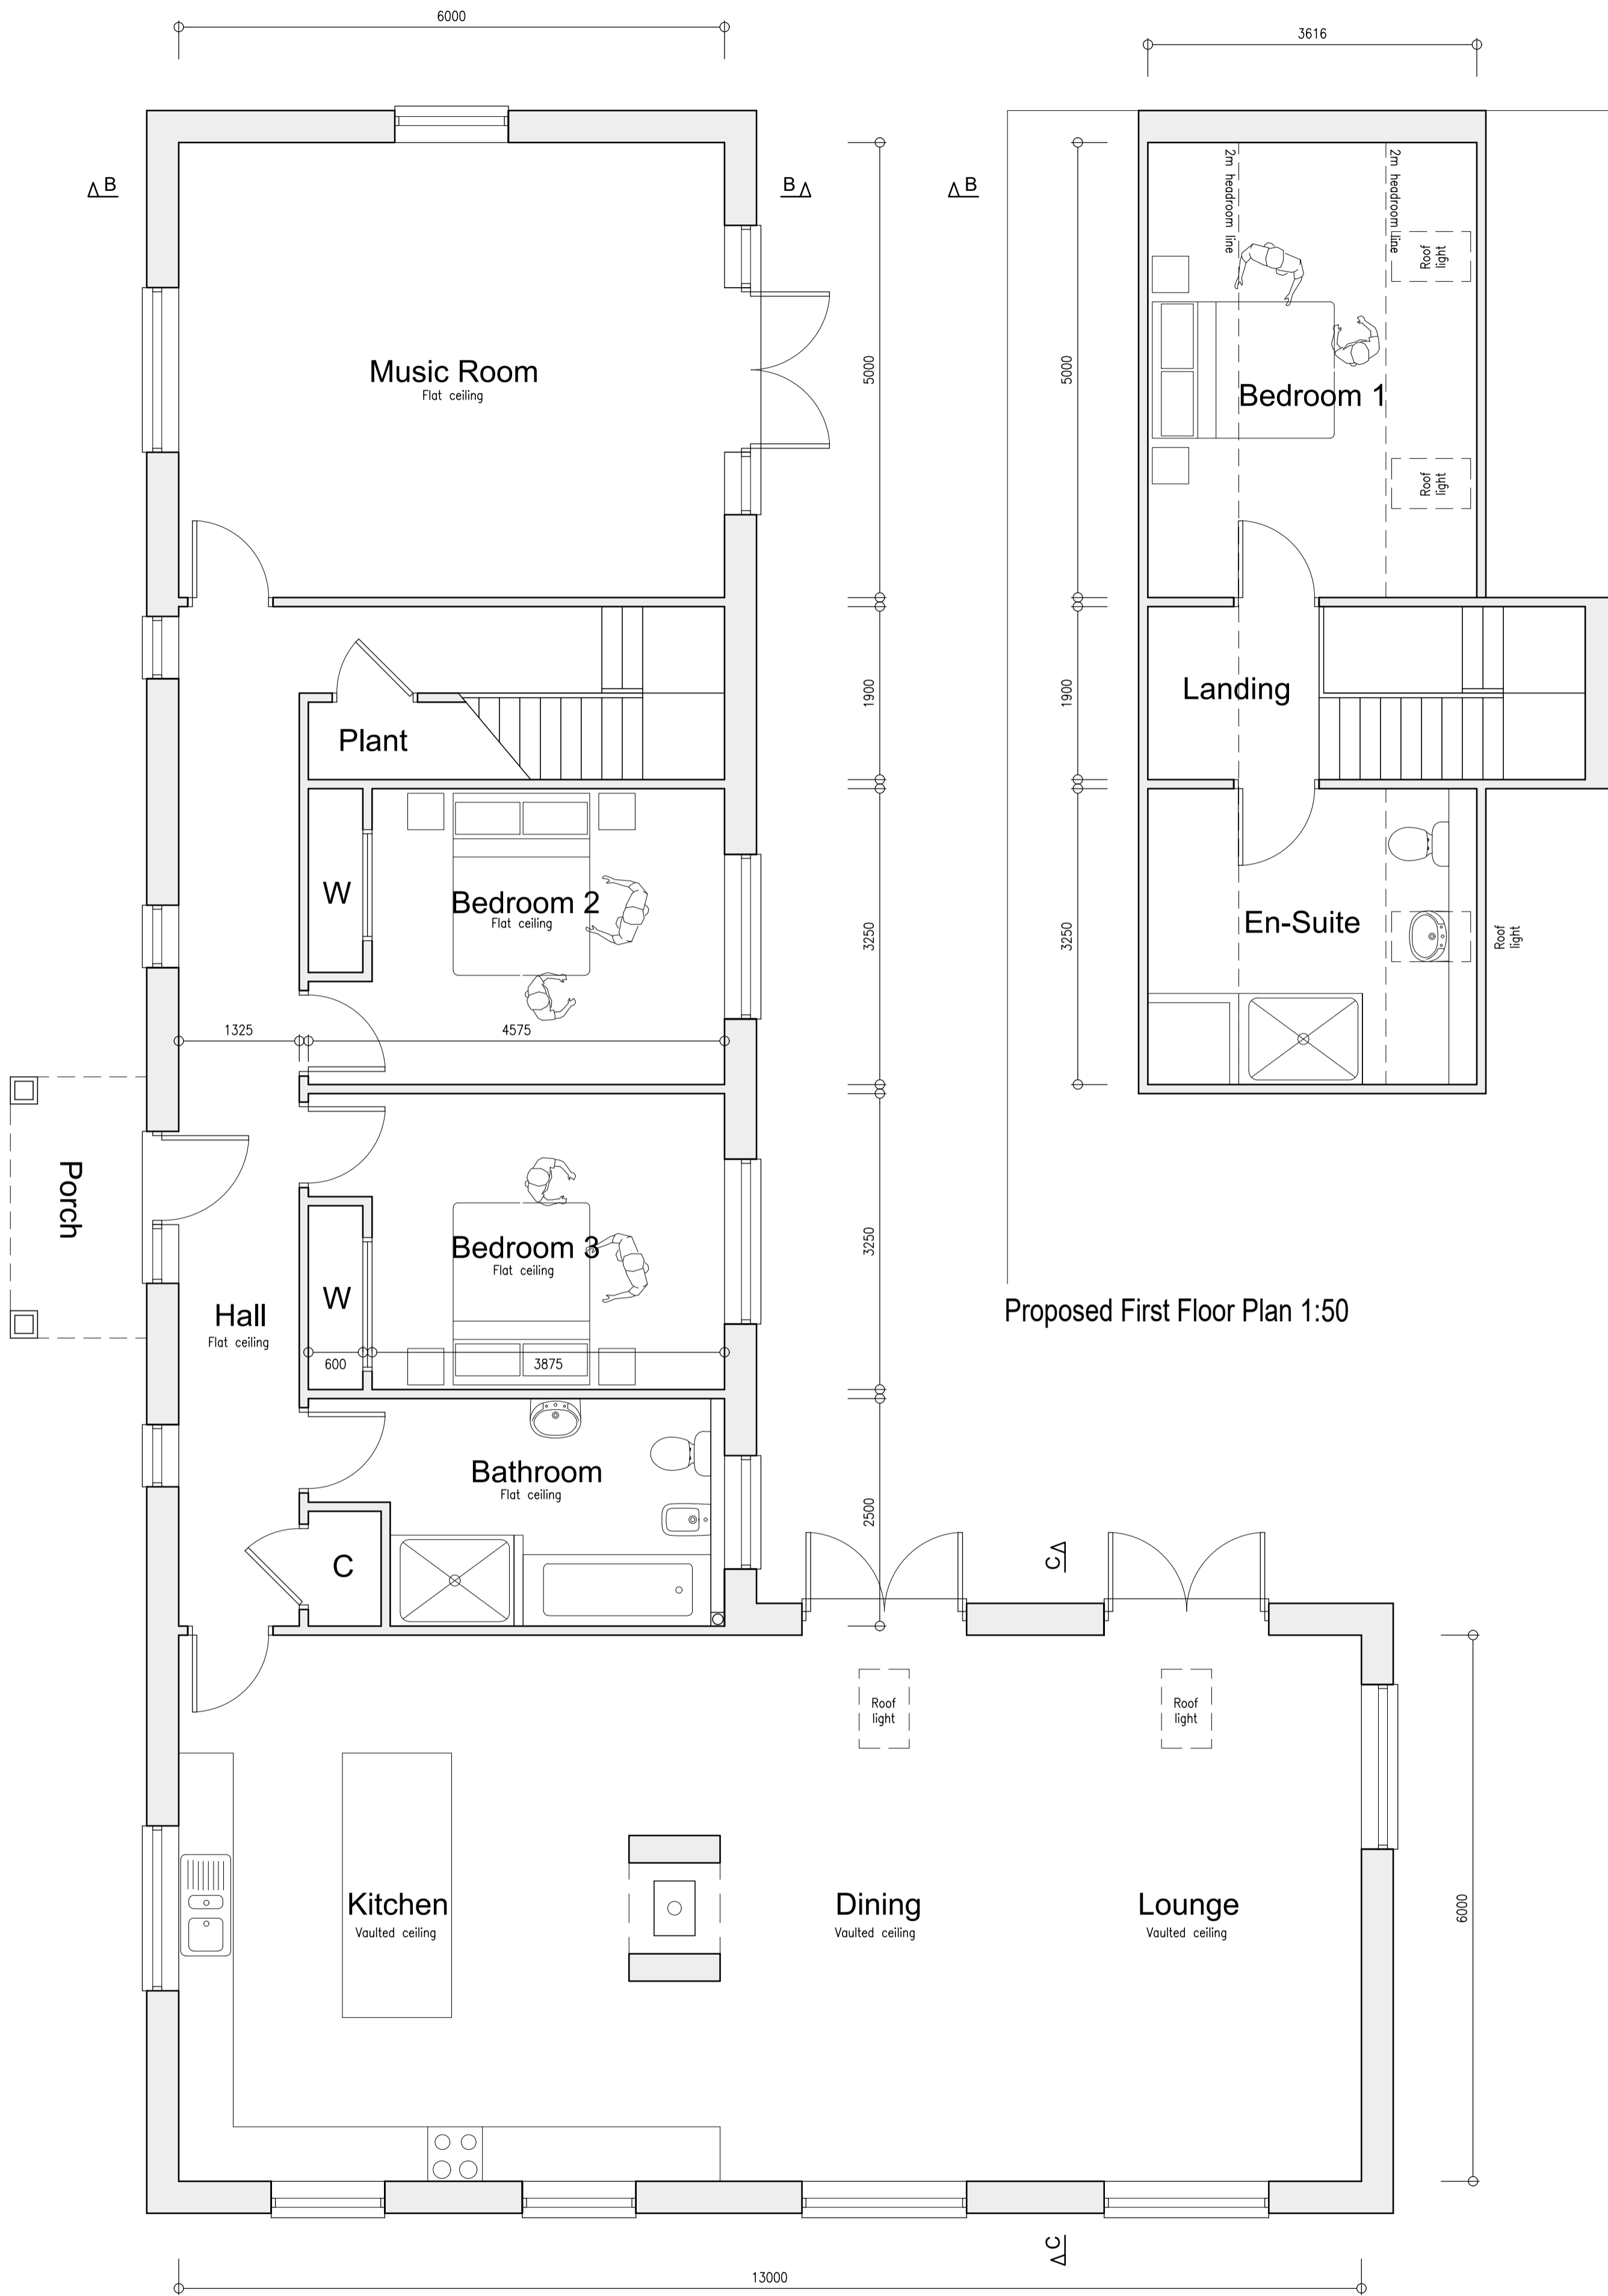 6000
3616
B
B
B
2m headroom line
2m headroom line
Roof
light
Music Room
Flat ceiling
5000
5000
Bedroom 1
Roof
light
1900
1900
Landing
Plant
W
Bedroom 2
Flat ceiling
3250
3250
En-Suite
Roof
light
1325
4575
Porch
Hall
Flat ceiling
W
Bedroom 3
Flat ceiling
3250
Proposed First Floor Plan 1:50
600
3875
Bathroom
Flat ceiling
2500
C
C
Roof
light
Roof
light
Kitchen
Vaulted ceiling
Dining
Vaulted ceiling
Lounge
Vaulted ceiling
6000
C
13000